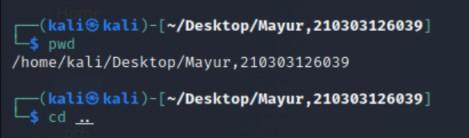 ┌──(kali㉿kali)-[~/Desktop/Mayur,210303126039]
└─$ pwd
/home/kali/Desktop/Mayur,210303126039
┌──(kali㉿kali)-[~/Desktop/Mayur,210303126039]
└─$ cd ..